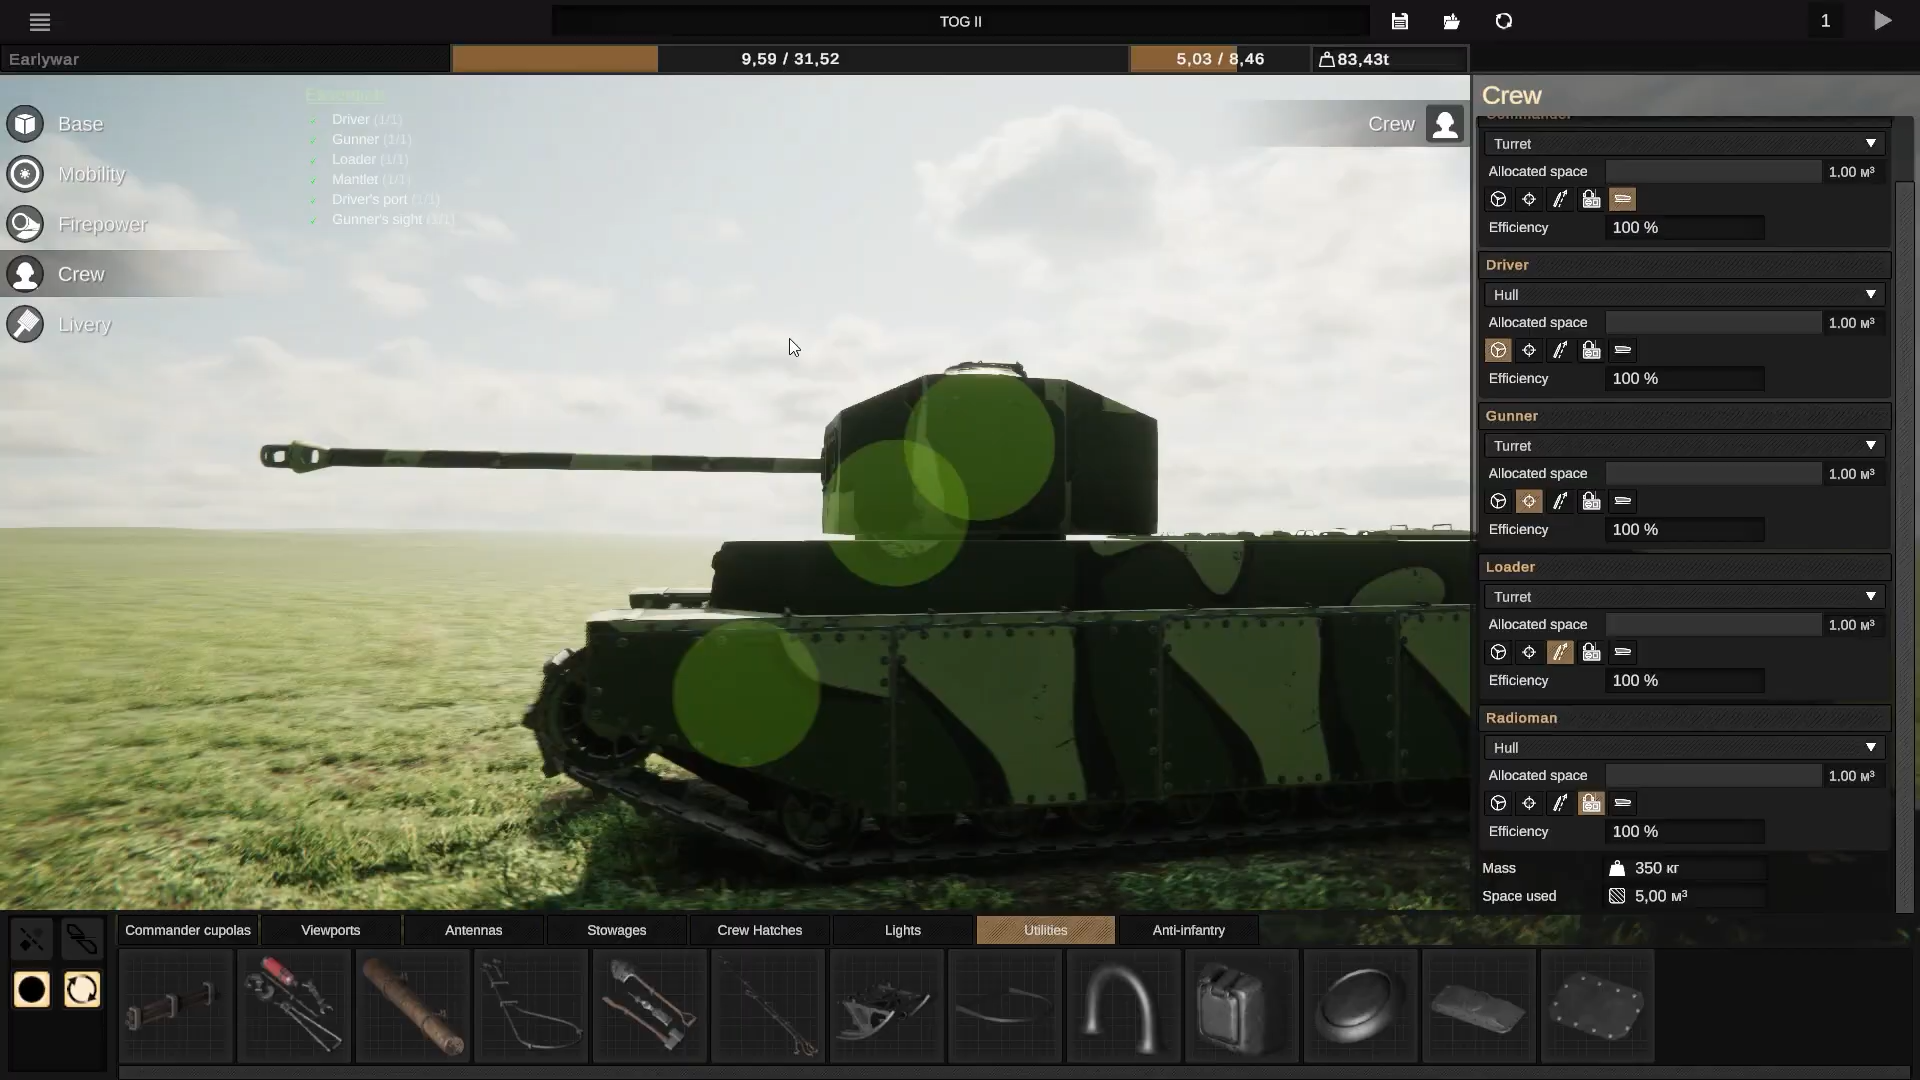 TOG II
1
Earlywar
9,59 / 31,52
5,03 / 8,46
83,43t
Base
Mobility
Firepower
Crew
Livery
Essentials
Driver (1/1)
Gunner (1/1)
Loader (1/1)
Mantlet (1/1)
Driver's port (1/1)
Gunner's sight
Crew
Crew
Commander
Turret
Allocated space 1.00 м³
Efficiency 100 %
Driver
Hull
Allocated space 1.00 м³
Efficiency 100 %
Gunner
Turret
Allocated space 1.00 м³
Efficiency 100 %
Loader
Turret
Allocated space 1.00 м³
Efficiency 100 %
Radioman
Hull
Allocated space 1.00 м³
Efficiency 100 %
Mass 350 кг
Space used 5,00 м³
Commander cupolas
Viewports
Antennas
Stowages
Crew Hatches
Lights
Utilities
Anti-infantry